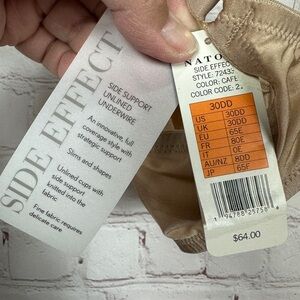 SIDE EFFECT
SIDE SUPPORT
UNLINED
UNDERWIRE
An innovative, full
coverage style with
strategic support
Slims and shapes
Unlined cups with
side support
knitted into the
fabric
Fine fabric requires
delicate care
NATO
SIDE EFFEC
STYLE: 7243
COLOR: CAFE
COLOR CODE: 2
30DD
US 30DD
UK 30DD
EU 65E
FR 80E
IT 0E
AU/NZ 8DD
JP 65F
$64.00